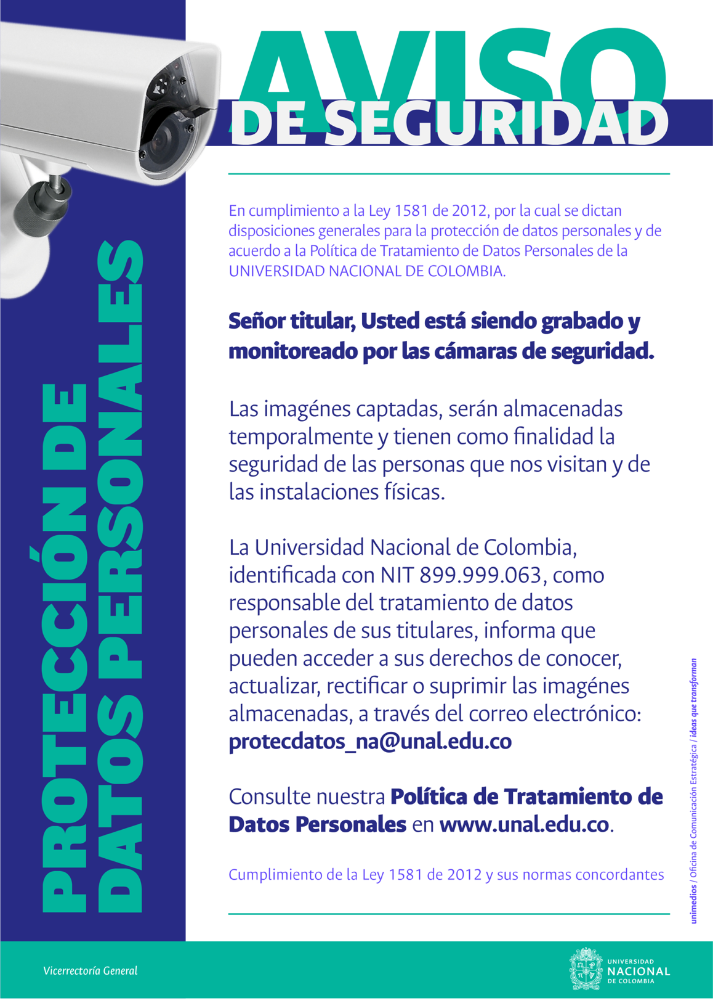 AVISO
DE SEGURIDAD
PROTECCIÓN DE
DATOS PERSONALES
En cumplimiento a la Ley 1581 de 2012, por la cual se dictan
disposiciones generales para la protección de datos personales y de
acuerdo a la Política de Tratamiento de Datos Personales de la
UNIVERSIDAD NACIONAL DE COLOMBIA.
Señor titular, Usted está siendo grabado y
monitoreado por las cámaras de seguridad.
Las imagénes captadas, serán almacenadas
temporalmente y tienen como finalidad la
seguridad de las personas que nos visitan y de
las instalaciones físicas.
La Universidad Nacional de Colombia,
identificada con NIT 899.999.063, como
responsable del tratamiento de datos
personales de sus titulares, informa que
pueden acceder a sus derechos de conocer,
actualizar, rectificar o suprimir las imagénes
almacenadas, a través del correo electrónico:
protecdatos_na@unal.edu.co
Consulte nuestra Política de Tratamiento de
Datos Personales en www.unal.edu.co.
Cumplimiento de la Ley 1581 de 2012 y sus normas concordantes
unimedios / Oficina de Comunicación Estratégica / ideas que transforman
Vicerrectoría General
UNIVERSIDAD
NACIONAL
DE COLOMBIA